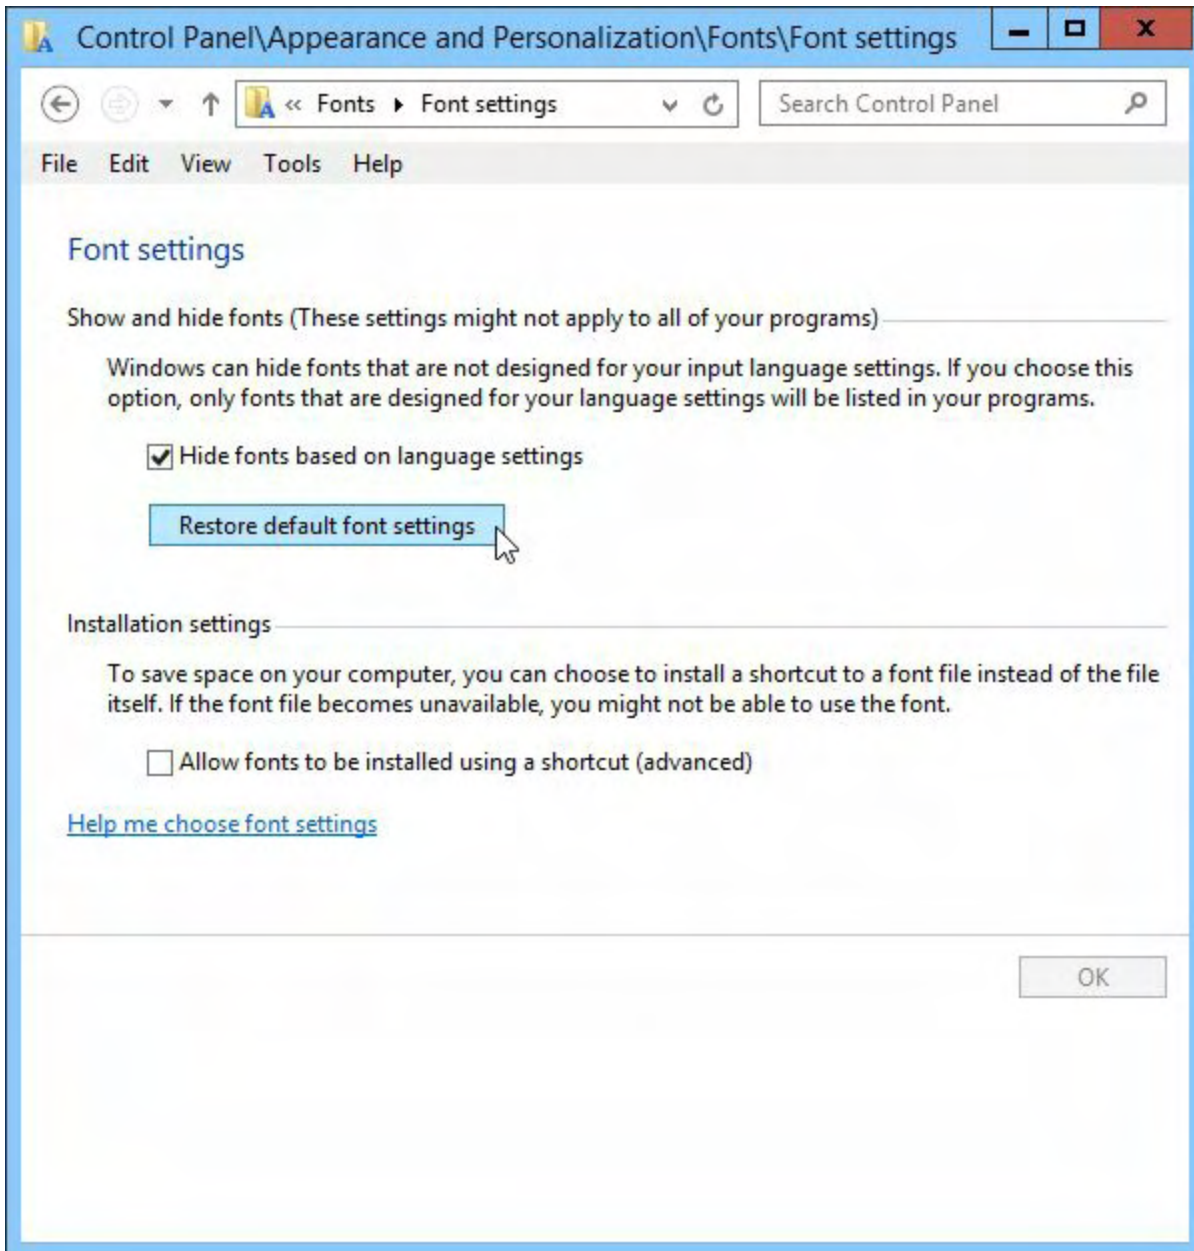 Control Panel\Appearance and Personalization\Fonts\Font settings
« Fonts ▸ Font settings
Search Control Panel
File Edit View Tools Help
Font settings
Show and hide fonts (These settings might not apply to all of your programs)
Windows can hide fonts that are not designed for your input language settings. If you choose this
option, only fonts that are designed for your language settings will be listed in your programs.
Hide fonts based on language settings
Restore default font settings
Installation settings
To save space on your computer, you can choose to install a shortcut to a font file instead of the file
itself. If the font file becomes unavailable, you might not be able to use the font.
Allow fonts to be installed using a shortcut (advanced)
Help me choose font settings
OK